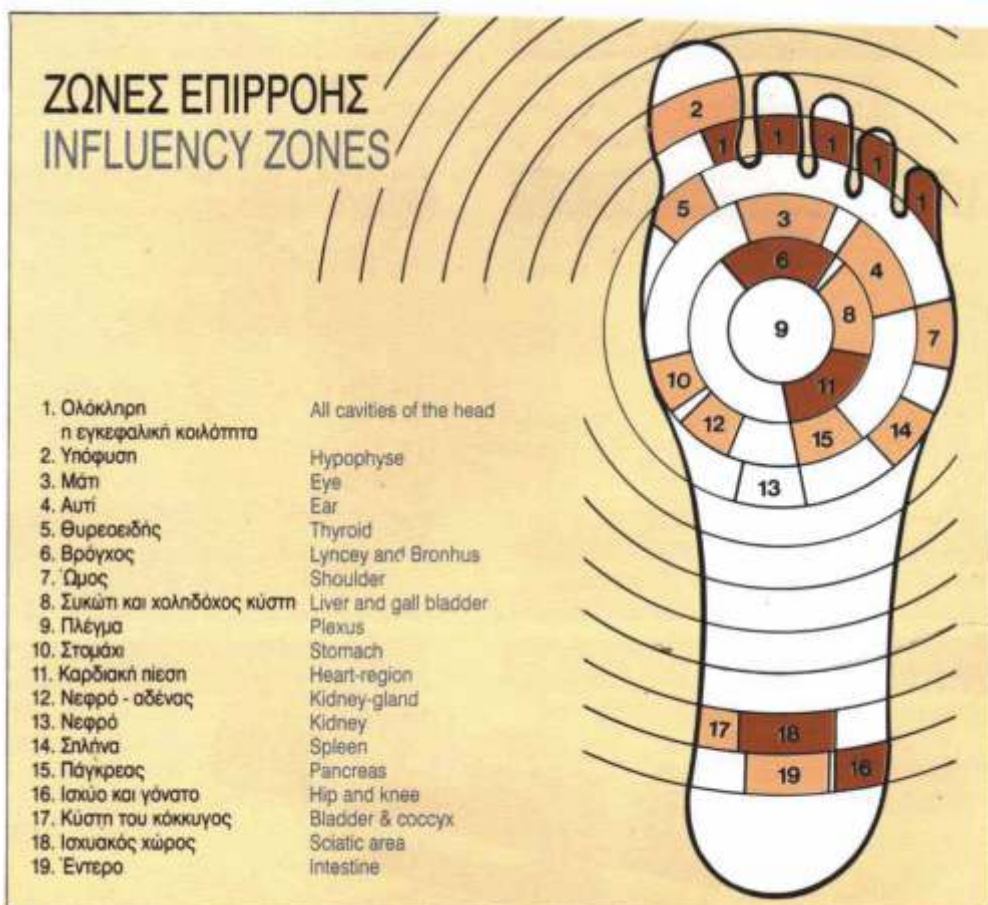 ΖΩΝΕΣ ΕΠΙΡΡΟΗΣ
INFLUENCY ZONES
2
1 1 1 1 1
5
3
6
4
9
8
7
10
11
12
15
14
13
1. Ολόκληρη All cavities of the head
η εγκεφαλική κοιλότητα
2. Υπόφυση Hypophyse
3. Μάτι Eye
4. Αυτί Ear
5. Θυρεοειδής Thyroid
6. Βρόγχος Lyncey and Bronhus
7. Ώμος Shoulder
8. Συκώτι και χοληδόχος κύστη Liver and gall bladder
9. Πλέγμα Plexus
10. Στομάχι Stomach
11. Καρδιακή πίεση Heart-region
12. Νεφρό - αδένας Kidney-gland
13. Νεφρό Kidney
14. Σπλήνα Spleen
15. Πάγκρεας Pancreas
16. Ισχύο και γόνατο Hip and knee
17. Κύστη του κόκκυγος Bladder & coccyx
18. Ισχυακός χώρος Sciatic area
19. Έντερο Intestine
17 18
19 16